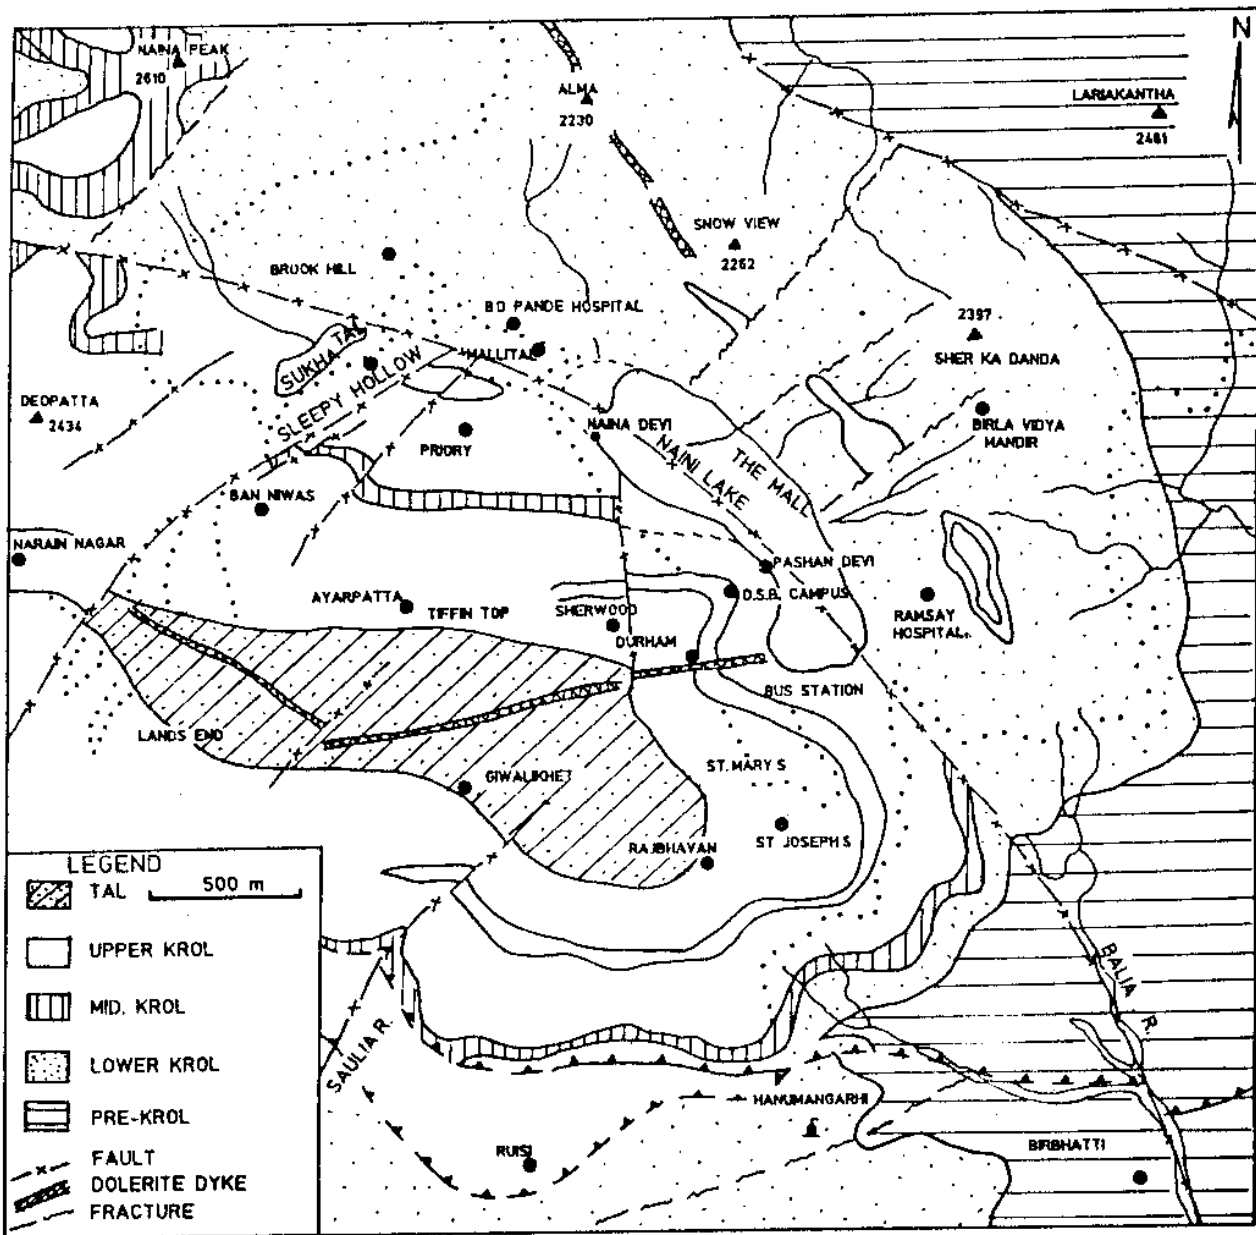 N
NAINA PEAK
2610
ALMA
2230
LARIAKANTHA
2481
SNOW VIEW
2262
BROOK HILL
B D PANDE HOSPITAL
2397
SHER KA DANDA
MALLITAL
SUKHATAL
SLEEPY HOLLOW
DEOPATTA
2434
PRIORY
NAINA DEVI
NAINI LAKE
THE MALL
BIRLA VIDYA
MANDIR
BAN NIWAS
NARAIN NAGAR
PASHAN DEVI
D.S.B. CAMPUS
AYARPATTA
TIFFIN TOP
SHERWOOD
DURHAM
RAMSAY
HOSPITAL
BUS STATION
LANDS END
GIWALIKHET
ST. MARY S
ST JOSEPH S
RAJBHAVAN
LEGEND
TAL
500 m
UPPER KROL
MID. KROL
LOWER KROL
PRE-KROL
FAULT
DOLERITE DYKE
FRACTURE
SAULIA R.
BALIA R.
HANUMANGARHI
RUISI
BIRBHATTI